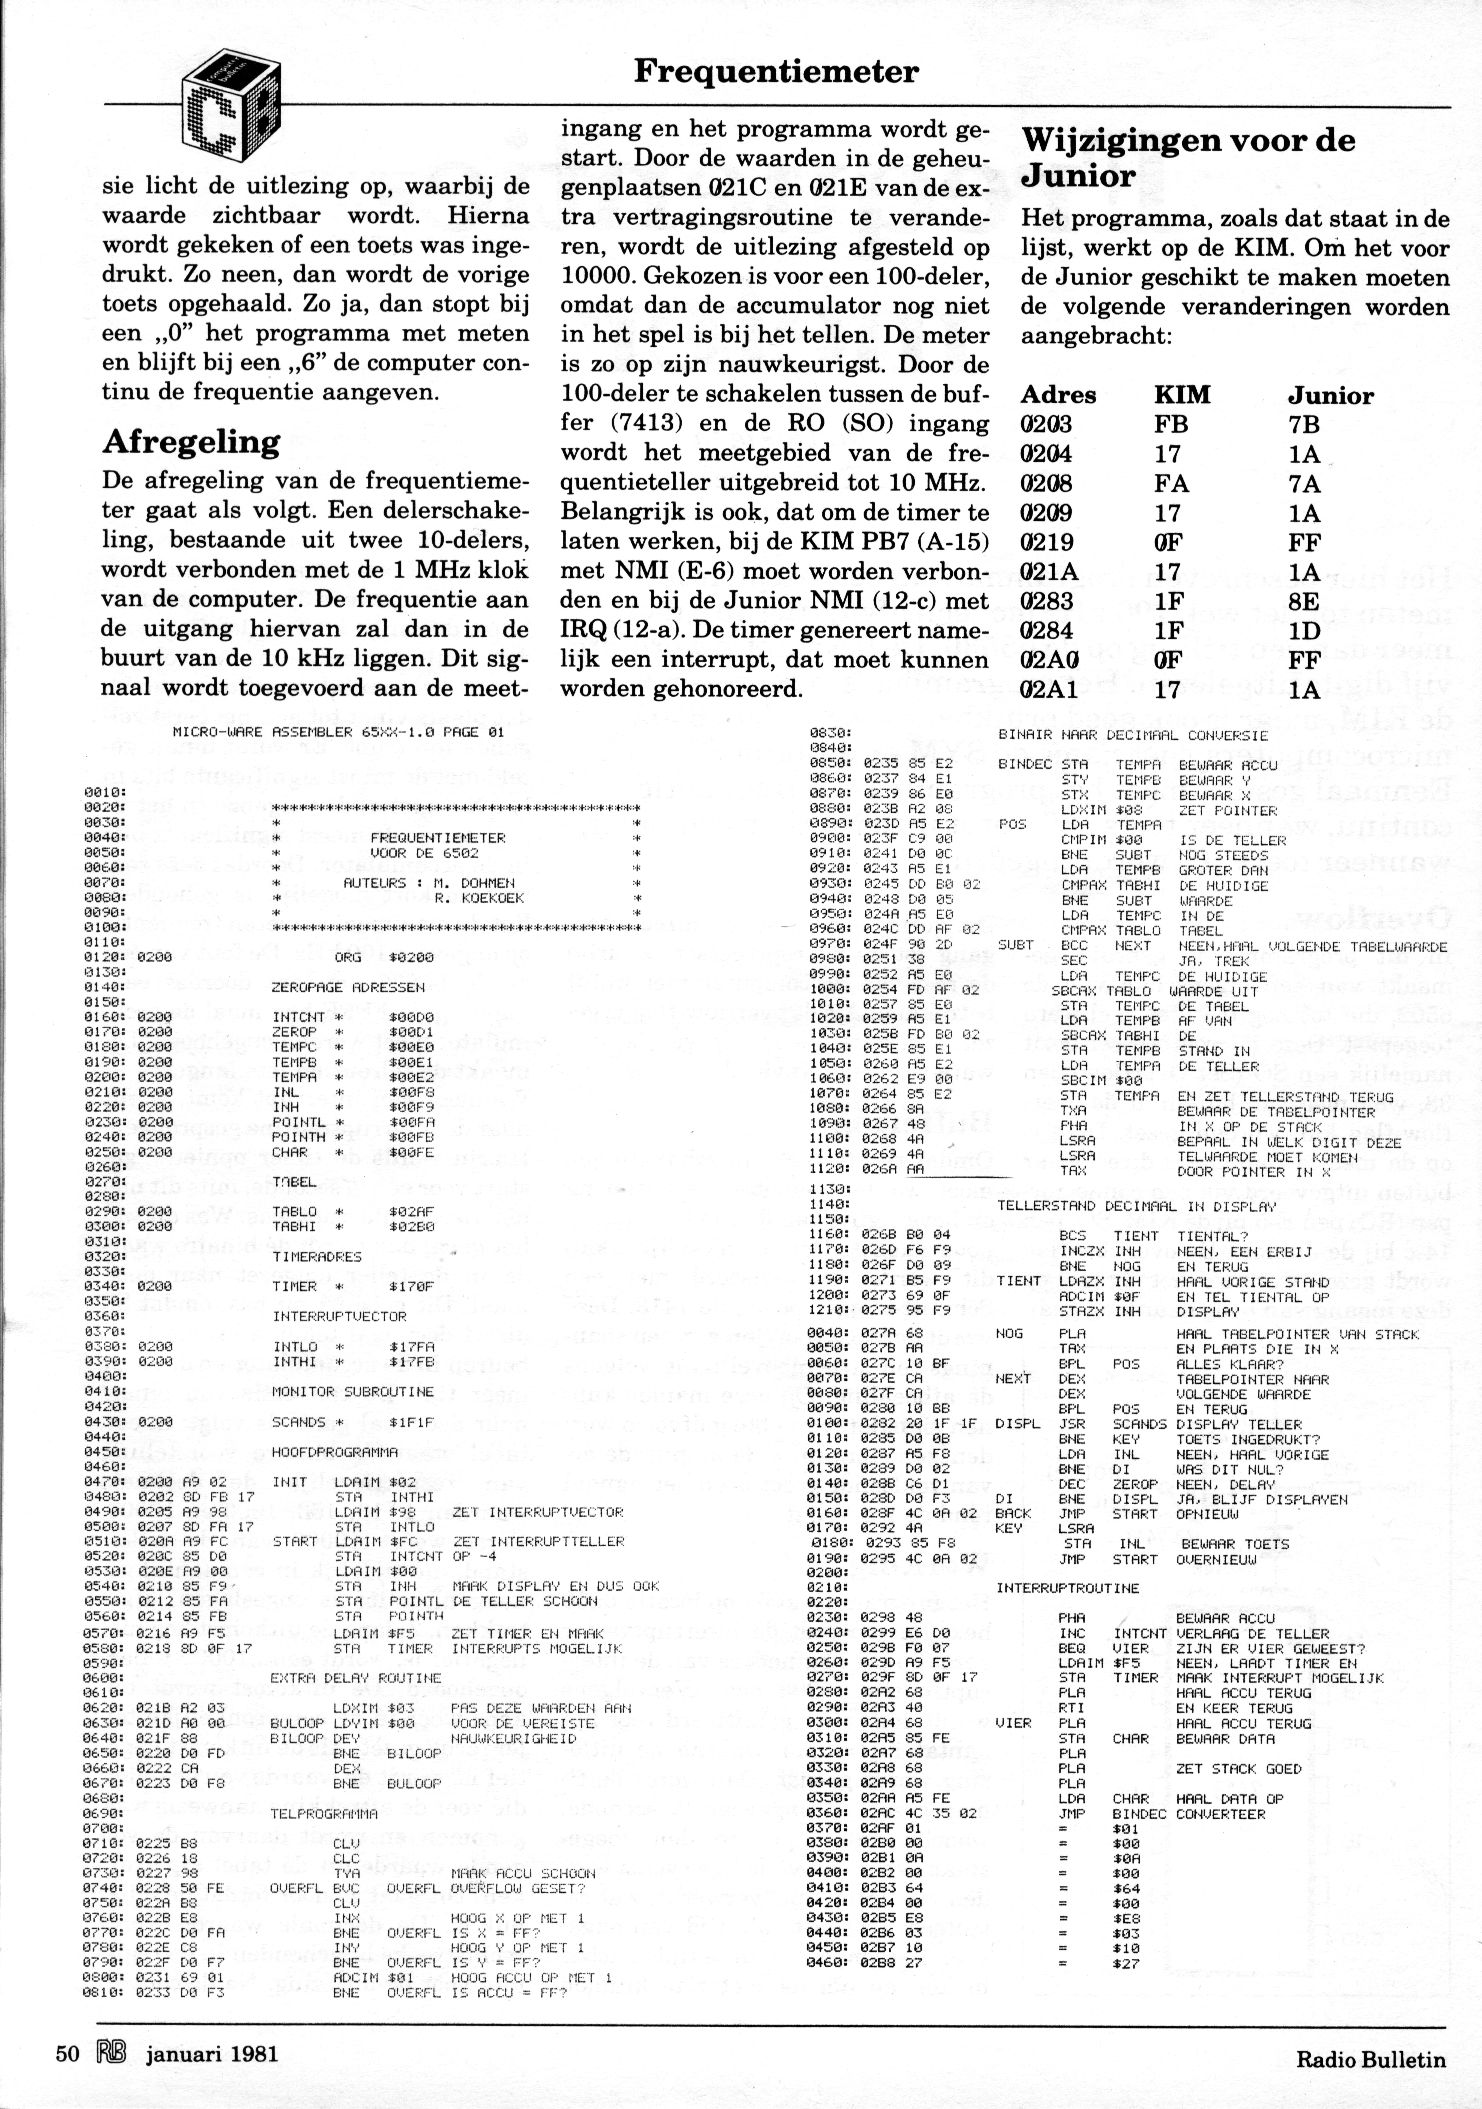 computer
bulletin
CB
Frequentiemeter
sie licht de uitlezing op, waarbij de
waarde zichtbaar wordt. Hierna
wordt gekeken of een toets was inge-
drukt. Zo neen, dan wordt de vorige
toets opgehaald. Zo ja, dan stopt bij
een „0” het programma met meten
en blijft bij een „6” de computer con-
tinu de frequentie aangeven.
Afregeling
De afregeling van de frequentieme-
ter gaat als volgt. Een delerschake-
ling, bestaande uit twee 10-delers,
wordt verbonden met de 1 MHz klok
van de computer. De frequentie aan
de uitgang hiervan zal dan in de
buurt van de 10 kHz liggen. Dit sig-
naal wordt toegevoerd aan de meet-
ingang en het programma wordt ge-
start. Door de waarden in de geheu-
genplaatsen 021C en 021E van de ex-
tra vertragingsroutine te verande-
ren, wordt de uitlezing afgesteld op
10000. Gekozen is voor een 100-deler,
omdat dan de accumulator nog niet
in het spel is bij het tellen. De meter
is zo op zijn nauwkeurigst. Door de
100-deler te schakelen tussen de buf-
fer (7413) en de RO (SO) ingang
wordt het meetgebied van de fre-
quentieteller uitgebreid tot 10 MHz.
Belangrijk is ook, dat om de timer te
laten werken, bij de KIM PB7 (A-15)
met NMI (E-6) moet worden verbon-
den en bij de Junior NMI (12-c) met
IRQ (12-a). De timer genereert name-
lijk een interrupt, dat moet kunnen
worden gehonoreerd.
Wijzigingen voor de
Junior
Het programma, zoals dat staat in de
lijst, werkt op de KIM. Om het voor
de Junior geschikt te maken moeten
de volgende veranderingen worden
aangebracht:
Adres KIM Junior
0203 FB 7B
0204 17 1A
0208 FA 7A
0209 17 1A
0219 0F FF
021A 17 1A
0283 1F 8E
0284 1F 1D
02A0 0F FF
02A1 17 1A
MICRO-WARE ASSEMBLER 65XX-1.0 PAGE 01
0010:
0020: *****************************************
0030: * *
0040: * FREQUENTIEMETER *
0050: * VOOR DE 6502 *
0060: * *
0070: * AUTEURS : M. DOHMEN *
0080: * R. KOEKOEK *
0090: * *
0100: *****************************************
0110:
0120: 0200 ORG $0200
0130:
0140: ZEROPAGE ADRESSEN
0150:
0160: 0200 INTCNT * $00D0
0170: 0200 ZEROP * $00D1
0180: 0200 TEMPC * $00E0
0190: 0200 TEMPB * $00E1
0200: 0200 TEMPA * $00E2
0210: 0200 INL * $00F8
0220: 0200 INH * $00F9
0230: 0200 POINTL * $00FA
0240: 0200 POINTH * $00FB
0250: 0200 CHAR * $00FE
0260:
0270: TABEL
0280:
0290: 0200 TABLO * $02AF
0300: 0200 TABHI * $02B0
0310:
0320: TIMERADRES
0330:
0340: 0200 TIMER * $170F
0350:
0360: INTERRUPTVECTOR
0370:
0380: 0200 INTLO * $17FA
0390: 0200 INTHI * $17FB
0400:
0410: MONITOR SUBROUTINE
0420:
0430: 0200 SCANDS * $1F1F
0440:
0450: HOOFDPROGRAMMA
0460:
0470: 0200 A9 02 INIT LDAIM $02
0480: 0202 8D FB 17 STA INTHI
0490: 0205 A9 98 LDAIM $98 ZET INTERRUPTVECTOR
0500: 0207 8D FA 17 STA INTLO
0510: 020A A9 FC START LDAIM $FC ZET INTERRUPTTELLER
0520: 020C 85 D0 STA INTCNT OP -4
0530: 020E A9 00 LDAIM $00
0540: 0210 85 F9 STA INH MAAK DISPLAY EN DUS OOK
0550: 0212 85 FA STA POINTL DE TELLER SCHOON
0560: 0214 85 FB STA POINTH
0570: 0216 A9 F5 LDAIM $F5 ZET TIMER EN MAAK
0580: 0218 8D 0F 17 STA TIMER INTERRUPTS MOGELIJK
0590:
0600: EXTRA DELAY ROUTINE
0610:
0620: 021B A2 03 LDXIM $03 PAS DEZE WAARDEN AAN
0630: 021D A0 00 BULOOP LDYIM $00 VOOR DE VEREISTE
0640: 021F 88 BILOOP DEY NAUWKEURIGHEID
0650: 0220 D0 FD BNE BILOOP
0660: 0222 CA DEX
0670: 0223 D0 F8 BNE BULOOP
0680:
0690: TELPROGRAMMA
0700:
0710: 0225 B8 CLV
0720: 0226 18 CLC
0730: 0227 98 TYA MAAK ACCU SCHOON
0740: 0228 50 FE OVERFL BVC OVERFL OVERFLOW GESET?
0750: 022A B8 CLV
0760: 022B E8 INX HOOG X OP MET 1
0770: 022C D0 FA BNE OVERFL IS X = FF?
0780: 022E C8 INY HOOG Y OP MET 1
0790: 022F D0 F7 BNE OVERFL IS Y = FF?
0800: 0231 69 01 ADCIM $01 HOOG ACCU OP MET 1
0810: 0233 D0 F3 BNE OVERFL IS ACCU = FF?
0830: BINAIR NAAR DECIMAAL CONVERSIE
0840:
0850: 0235 85 E2 BINDEC STA TEMPA BEWAAR ACCU
0860: 0237 84 E1 STY TEMPB BEWAAR Y
0870: 0239 86 E0 STX TEMPC BEWAAR X
0880: 023B A2 08 LDXIM $08 ZET POINTER
0890: 023D A5 E2 POS LDA TEMPA
0900: 023F C9 00 CMPIM $00 IS DE TELLER
0910: 0241 D0 0C BNE SUBT NOG STEEDS
0920: 0243 A5 E1 LDA TEMPB GROTER DAN
0930: 0245 DD B0 02 CMPAX TABHI DE HUIDIGE
0940: 0248 D0 05 BNE SUBT WAARDE
0950: 024A A5 E0 LDA TEMPC IN DE
0960: 024C DD AF 02 CMPAX TABLO TABEL
0970: 024F 90 2D SUBT BCC NEXT NEEN,HAAL VOLGENDE TABELWAARDE
0980: 0251 38 SEC JA, TREK
0990: 0252 A5 E0 LDA TEMPC DE HUIDIGE
1000: 0254 FD AF 02 SBCAX TABLO WAARDE UIT
1010: 0257 85 E0 STA TEMPC DE TABEL
1020: 0259 A5 E1 LDA TEMPB AF VAN
1030: 025B FD B0 02 SBCAX TABHI DE
1040: 025E 85 E1 STA TEMPB STAND IN
1050: 0260 A5 E2 LDA TEMPA DE TELLER
1060: 0262 E9 00 SBCIM $00
1070: 0264 85 E2 STA TEMPA EN ZET TELLERSTAND TERUG
1080: 0266 8A TXA BEWAAR DE TABELPOINTER
1090: 0267 48 PHA IN X OP DE STACK
1100: 0268 4A LSRA BEPAAL IN WELK DIGIT DEZE
1110: 0269 4A LSRA TELWAARDE MOET KOMEN
1120: 026A AA TAX DOOR POINTER IN X
1130:
1140: TELLERSTAND DECIMAAL IN DISPLAY
1150:
1160: 026B B0 04 BCS TIENT TIENTAL?
1170: 026D F6 F9 INCZX INH NEEN, EEN ERBIJ
1180: 026F D0 09 BNE NOG EN TERUG
1190: 0271 B5 F9 TIENT LDAZX INH HAAL VORIGE STAND
1200: 0273 69 0F ADCIM $0F EN TEL TIENTAL OP
1210: 0275 95 F9 STAZX INH DISPLAY
0040: 027A 68 NOG PLA HAAL TABELPOINTER VAN STACK
0050: 027B AA TAX EN PLAATS DIE IN X
0060: 027C 10 BF BPL POS ALLES KLAAR?
0070: 027E CA NEXT DEX TABELPOINTER NAAR
0080: 027F CA DEX VOLGENDE WAARDE
0090: 0280 10 BB BPL POS EN TERUG
0100: 0282 20 1F 1F DISPL JSR SCANDS DISPLAY TELLER
0110: 0285 D0 0B BNE KEY TOETS INGEDRUKT?
0120: 0287 A5 F8 LDA INL NEEN, HAAL VORIGE
0130: 0289 D0 02 BNE DI WAS DIT NUL?
0140: 028B C6 D1 DEC ZEROP NEEN, DELAY
0150: 028D D0 F3 DI BNE DISPL JA, BLIJF DISPLAYEN
0160: 028F 4C 0A 02 BACK JMP START OPNIEUW
0170: 0292 4A KEY LSRA
0180: 0293 85 F8 STA INL BEWAAR TOETS
0190: 0295 4C 0A 02 JMP START OVERNIEUW
0200:
0210: INTERRUPTROUTINE
0220:
0230: 0298 48 PHA BEWAAR ACCU
0240: 0299 E6 D0 INC INTCNT VERLAAG DE TELLER
0250: 029B F0 07 BEQ VIER ZIJN ER VIER GEWEEST?
0260: 029D A9 F5 LDAIM $F5 NEEN, LAADT TIMER EN
0270: 029F 8D 0F 17 STA TIMER MAAK INTERRUPT MOGELIJK
0280: 02A2 68 PLA HAAL ACCU TERUG
0290: 02A3 40 RTI EN KEER TERUG
0300: 02A4 68 VIER PLA HAAL ACCU TERUG
0310: 02A5 85 FE STA CHAR BEWAAR DATA
0320: 02A7 68 PLA
0330: 02A8 68 PLA ZET STACK GOED
0340: 02A9 68 PLA
0350: 02AA A5 FE LDA CHAR HAAL DATA OP
0360: 02AC 4C 35 02 JMP BINDEC CONVERTEER
0370: 02AF 01 = $01
0380: 02B0 00 = $00
0390: 02B1 0A = $0A
0400: 02B2 00 = $00
0410: 02B3 64 = $64
0420: 02B4 00 = $00
0430: 02B5 E8 = $E8
0440: 02B6 03 = $03
0450: 02B7 10 = $10
0460: 02B8 27 = $27
50 RB januari 1981
Radio Bulletin